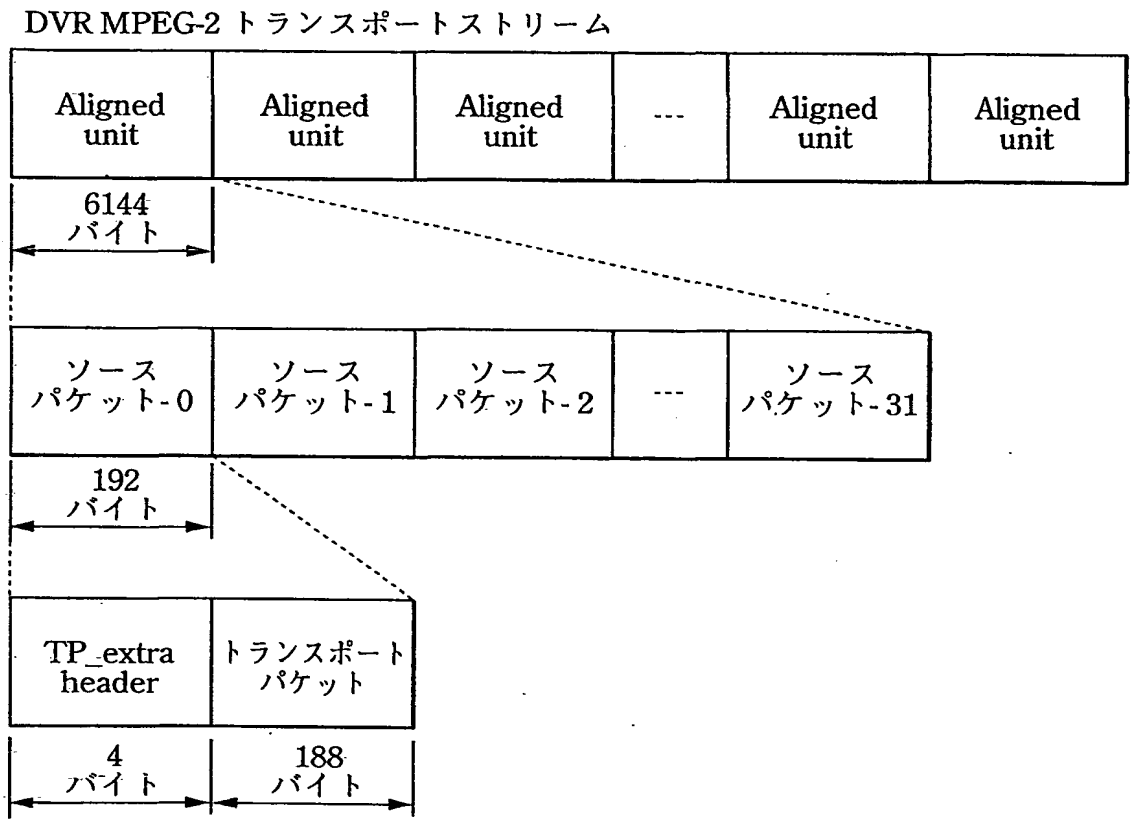 DVR MPEG-2 トランスポートストリーム
Aligned
unit
Aligned
unit
Aligned
unit
---
Aligned
unit
Aligned
unit
6144
バイト
ソース
パケット-0
ソース
パケット-1
ソース
パケット-2
---
ソース
パケット-31
192
バイト
TP_extra
header
トランスポート
パケット
4
バイト
188
バイト